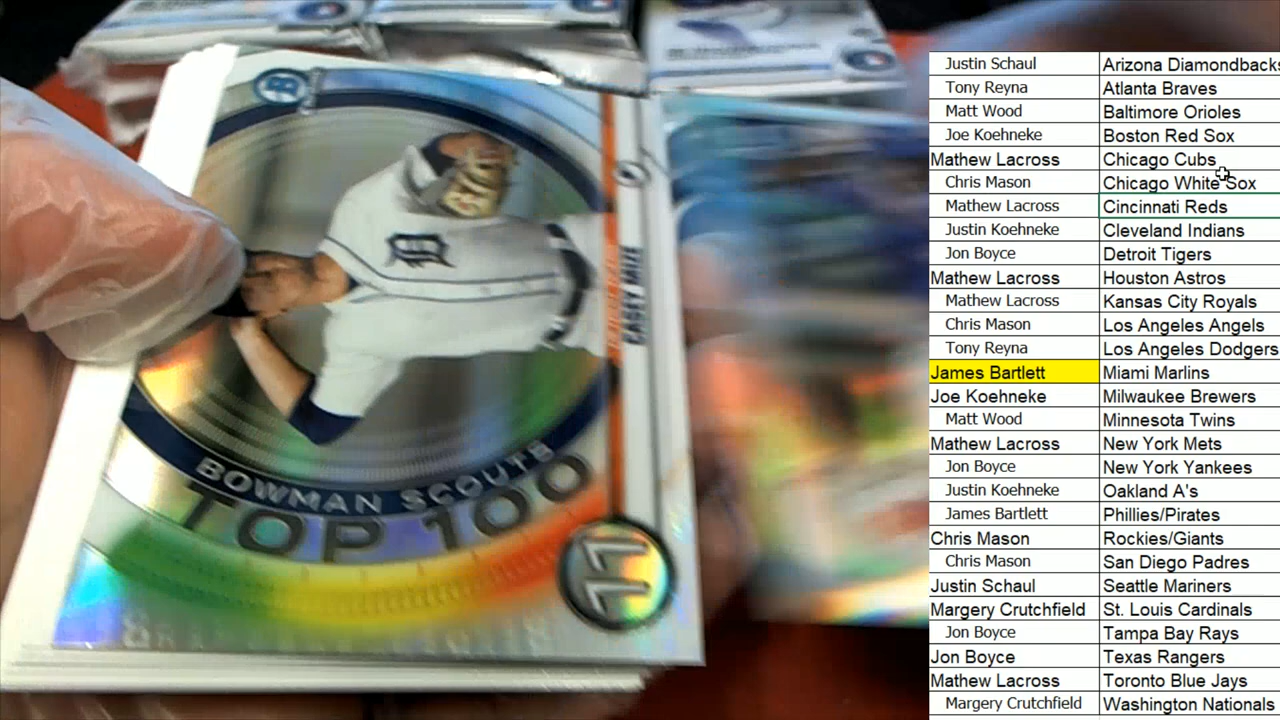 B
D
CASEY MIZE
BOWMAN SCOUTS
TOP 100
11
Justin Schaul Arizona Diamondbacks
Tony Reyna Atlanta Braves
Matt Wood Baltimore Orioles
Joe Koehneke Boston Red Sox
Mathew Lacross Chicago Cubs
Chris Mason Chicago White Sox
Mathew Lacross Cincinnati Reds
Justin Koehneke Cleveland Indians
Jon Boyce Detroit Tigers
Mathew Lacross Houston Astros
Mathew Lacross Kansas City Royals
Chris Mason Los Angeles Angels
Tony Reyna Los Angeles Dodgers
James Bartlett Miami Marlins
Joe Koehneke Milwaukee Brewers
Matt Wood Minnesota Twins
Mathew Lacross New York Mets
Jon Boyce New York Yankees
Justin Koehneke Oakland A's
James Bartlett Phillies/Pirates
Chris Mason Rockies/Giants
Chris Mason San Diego Padres
Justin Schaul Seattle Mariners
Margery Crutchfield St. Louis Cardinals
Jon Boyce Tampa Bay Rays
Jon Boyce Texas Rangers
Mathew Lacross Toronto Blue Jays
Margery Crutchfield Washington Nationals